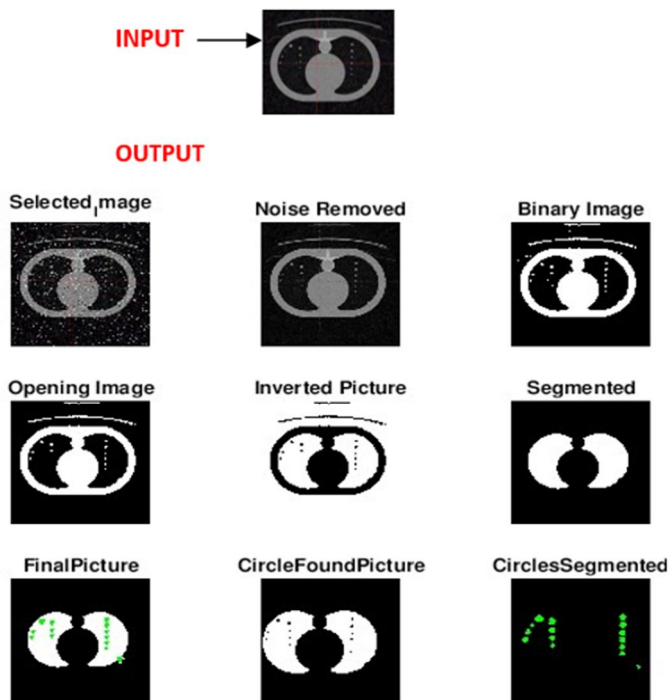 INPUT
OUTPUT
Selected_Image
Noise Removed
Binary Image
Opening Image
Inverted Picture
Segmented
FinalPicture
CircleFoundPicture
CirclesSegmented